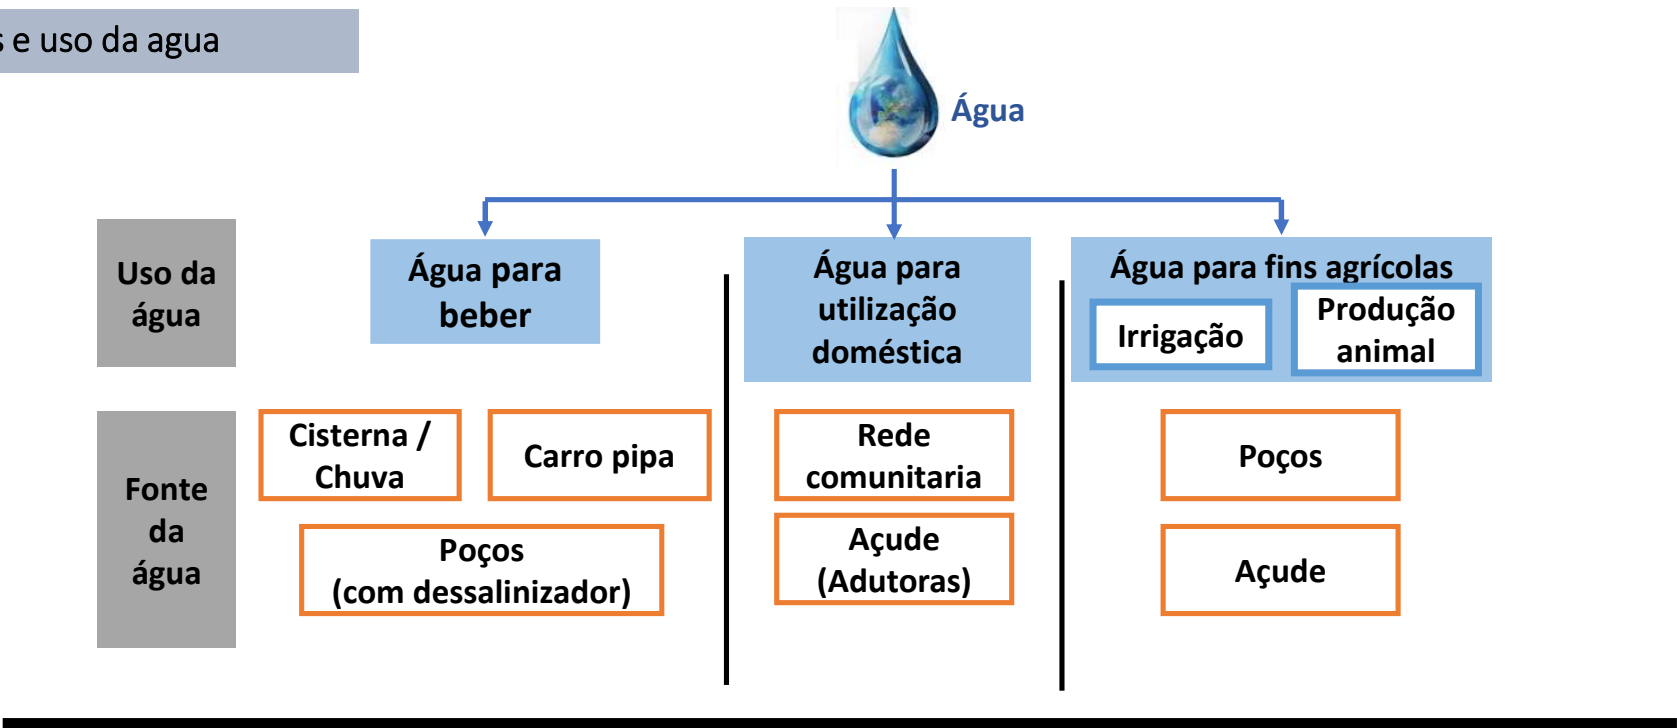 s e uso da agua
Água
Uso da
água
Água para
beber
Água para
utilização
doméstica
Água para fins agrícolas
Irrigação
Produção
animal
Fonte
da
água
Cisterna /
Chuva
Carro pipa
Poços
(com dessalinizador)
Rede
comunitaria
Açude
(Adutoras)
Poços
Açude